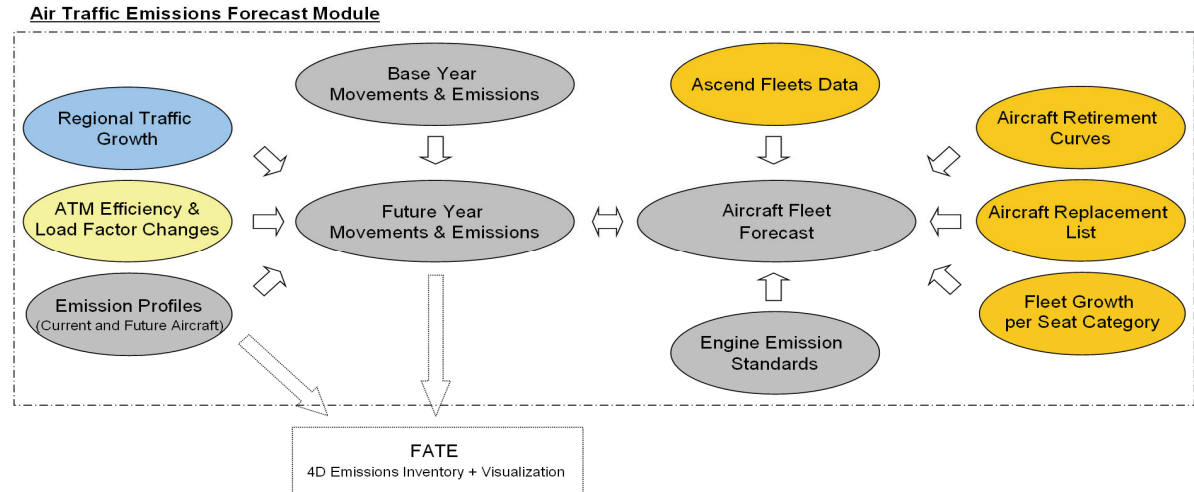 Air Traffic Emissions Forecast Module
Base Year
Movements & Emissions
Ascend Fleets Data
Regional Traffic
Growth
Aircraft Retirement
Curves
ATM Efficiency &
Load Factor Changes
Future Year
Movements & Emissions
Aircraft Fleet
Forecast
Aircraft Replacement
List
Emission Profiles
(Current and Future Aircraft)
Engine Emission
Standards
Fleet Growth
per Seat Category
FATE
4D Emissions Inventory + Visualization